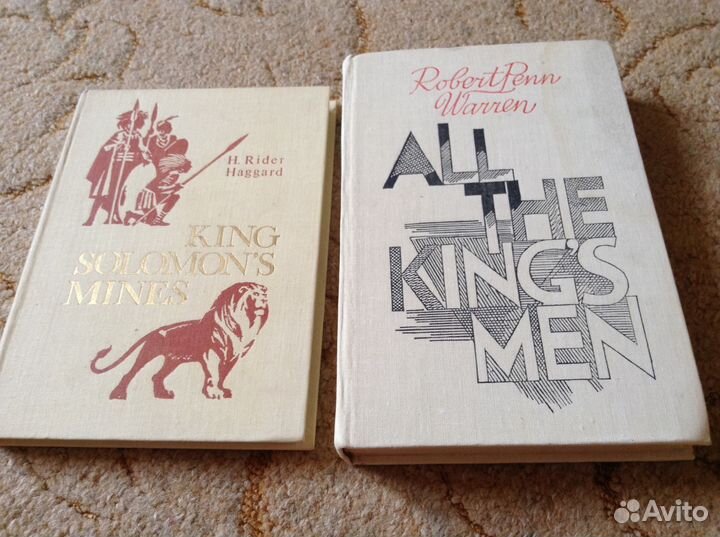 H. Rider
Haggard
KING
SOLOMON'S
MINES
Robert Penn
Warren
ALL
THE
KING'S
MEN
Avito